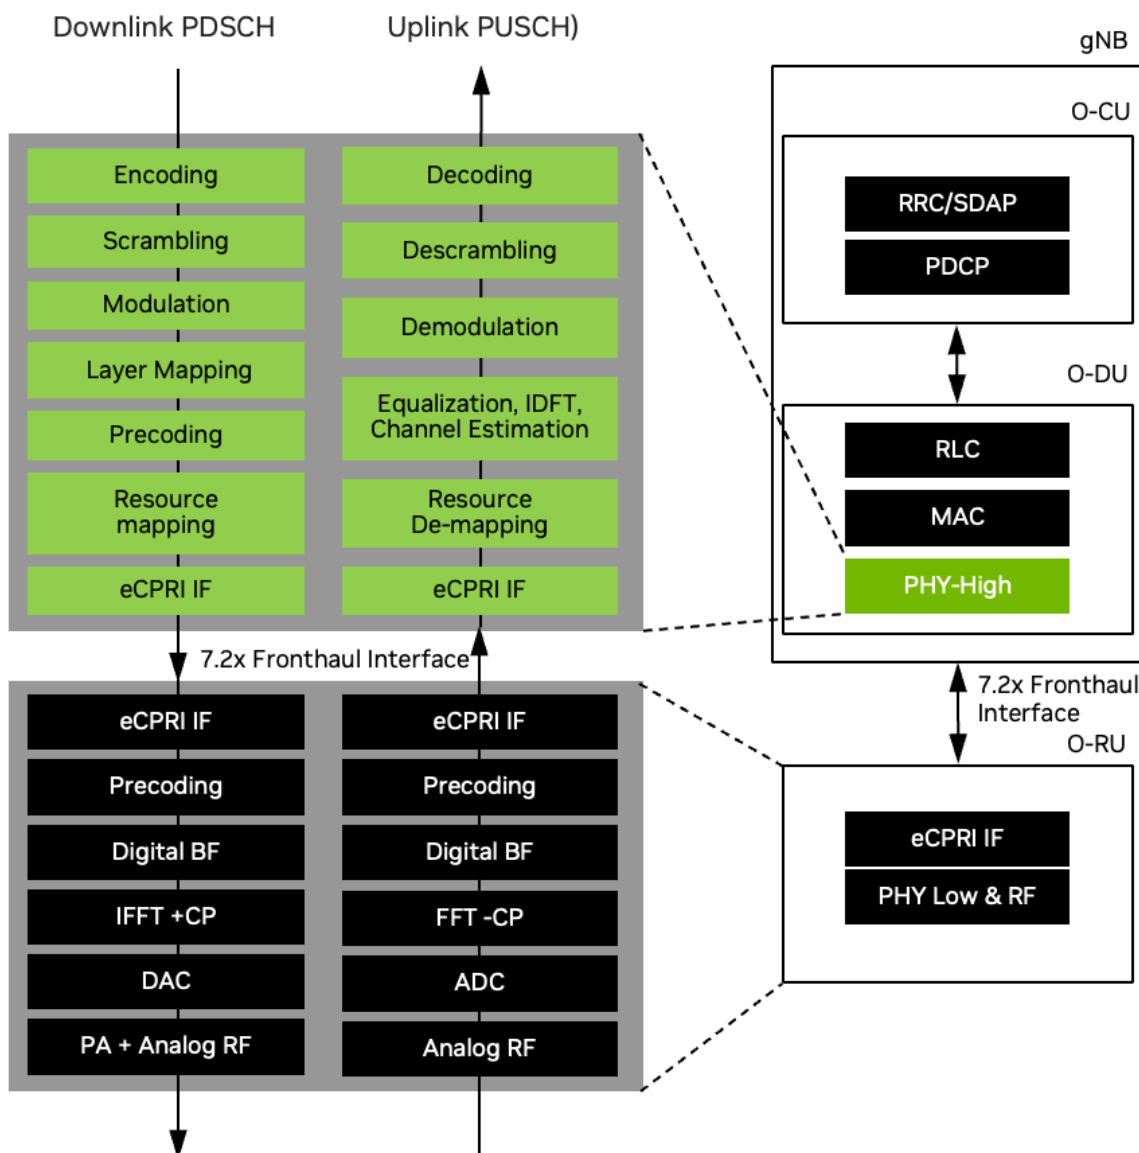 Downlink PDSCH
Uplink PUSCH)
Encoding
Scrambling
Modulation
Layer Mapping
Precoding
Resource
mapping
eCPRI IF
Decoding
Descrambling
Demodulation
Equalization, IDFT,
Channel Estimation
Resource
De-mapping
eCPRI IF
7.2x Fronthaul Interface
eCPRI IF
Precoding
Digital BF
IFFT +CP
DAC
PA + Analog RF
eCPRI IF
Precoding
Digital BF
FFT -CP
ADC
Analog RF
gNB
O-CU
RRC/SDAP
PDCP
O-DU
RLC
MAC
PHY-High
7.2x Fronthaul
Interface
O-RU
eCPRI IF
PHY Low & RF